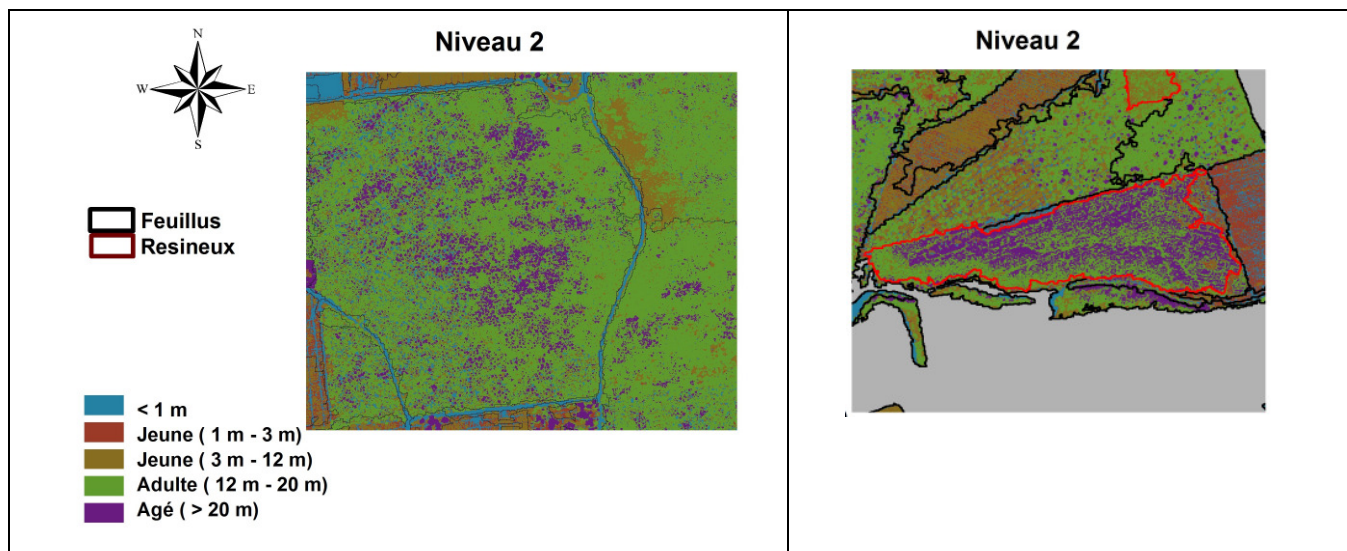 Niveau 2
N
W E
S
Feuillus
Resineux
< 1 m
Jeune ( 1 m - 3 m)
Jeune ( 3 m - 12 m)
Adulte ( 12 m - 20 m)
Agé ( > 20 m)
Niveau 2